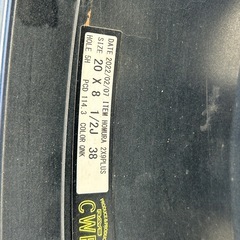 DATE 2022/02/07 ITEM HOMURA 2X9PLUS
SIZE 20 X 8 1/2J 38
HOLE 5H PCD 114.3 COLOR QNK
CW